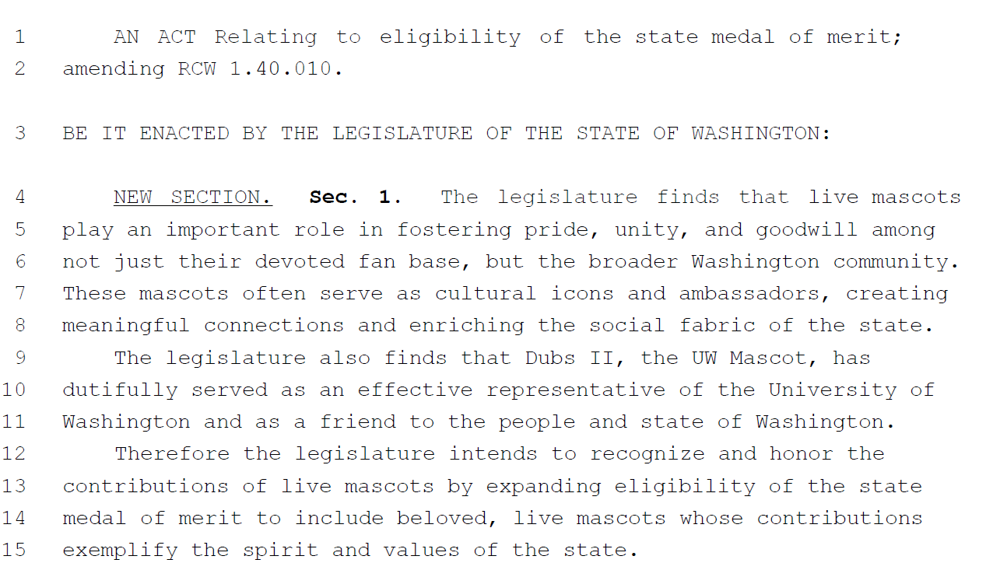 1 AN ACT Relating to eligibility of the state medal of merit;
2 amending RCW 1.40.010.
3 BE IT ENACTED BY THE LEGISLATURE OF THE STATE OF WASHINGTON:
4 NEW SECTION. Sec. 1. The legislature finds that live mascots
5 play an important role in fostering pride, unity, and goodwill among
6 not just their devoted fan base, but the broader Washington community.
7 These mascots often serve as cultural icons and ambassadors, creating
8 meaningful connections and enriching the social fabric of the state.
9 The legislature also finds that Dubs II, the UW Mascot, has
10 dutifully served as an effective representative of the University of
11 Washington and as a friend to the people and state of Washington.
12 Therefore the legislature intends to recognize and honor the
13 contributions of live mascots by expanding eligibility of the state
14 medal of merit to include beloved, live mascots whose contributions
15 exemplify the spirit and values of the state.